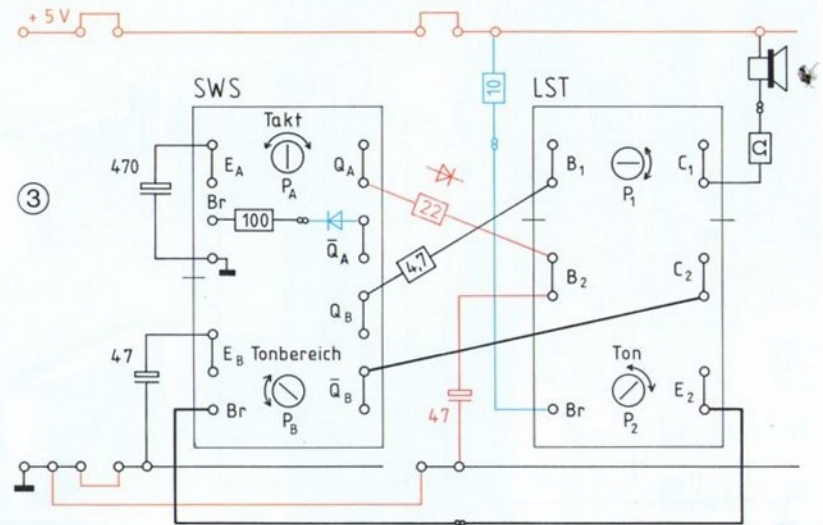 + 5 V
SWS
LST
Takt
470
E_A
P_A
Q_A
B_1
P_1
C_1
Ω
10
③
Br
100
Q̅_A
22
4,7
B_2
C_2
Q_B
47
E_B
Tonbereich
Q̅_B
Ton
E_2
Br
P_B
47
Br
P_2